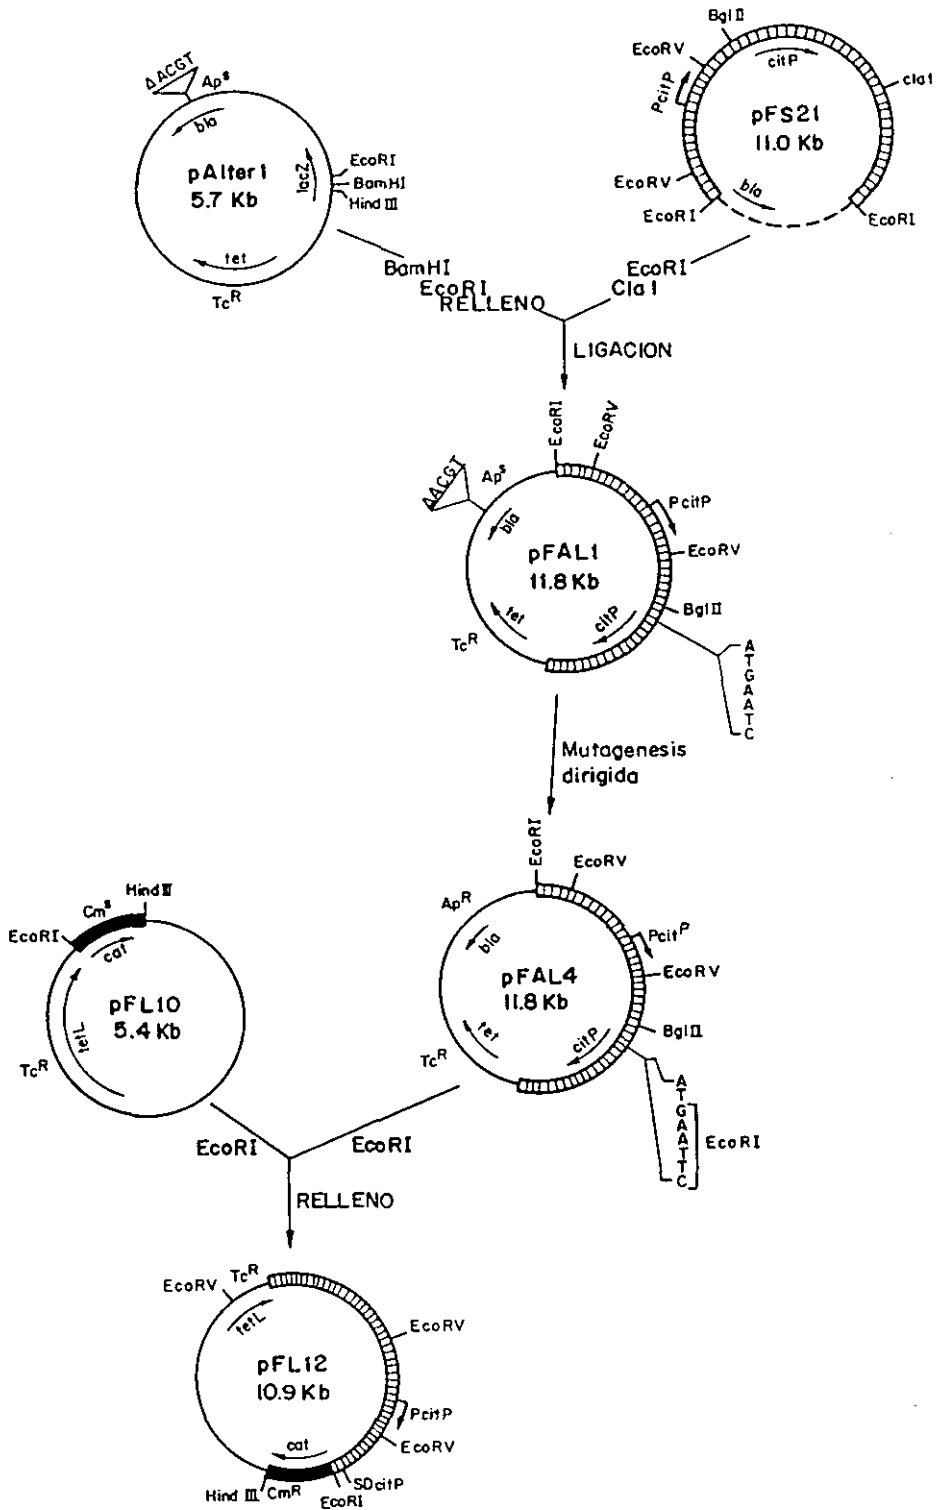 ΔACGT
Ap^s
bla
pAlter1
5.7 Kb
lacZ
EcoRI
BamHI
Hind III
tet
Tc^R
BglII
EcoRV
citP
PcitP
claI
pFS21
11.0 Kb
EcoRV
bla
EcoRI
EcoRI
BamHI
EcoRI
RELLENO
EcoRI
ClaI
LIGACION
EcoRI
EcoRV
ΔACGT
Ap^s
PcitP
bla
pFAL1
11.8 Kb
EcoRV
BglII
tet
citP
Tc^R
A
T
G
A
A
T
C
Mutagenesis
dirigida
EcoRI
EcoRV
Ap^R
PcitP
bla
pFAL4
11.8 Kb
EcoRV
BglII
tet
citP
Tc^R
A
T
G
A
A
T
T
C
EcoRI
Hind III
Cm^s
EcoRI
cat
pFL10
5.4 Kb
tetL
Tc^R
EcoRI
EcoRI
RELLENO
EcoRV
Tc^R
tetL
EcoRV
pFL12
10.9 Kb
PcitP
EcoRV
cat
SDcitP
Hind III
Cm^R
EcoRI